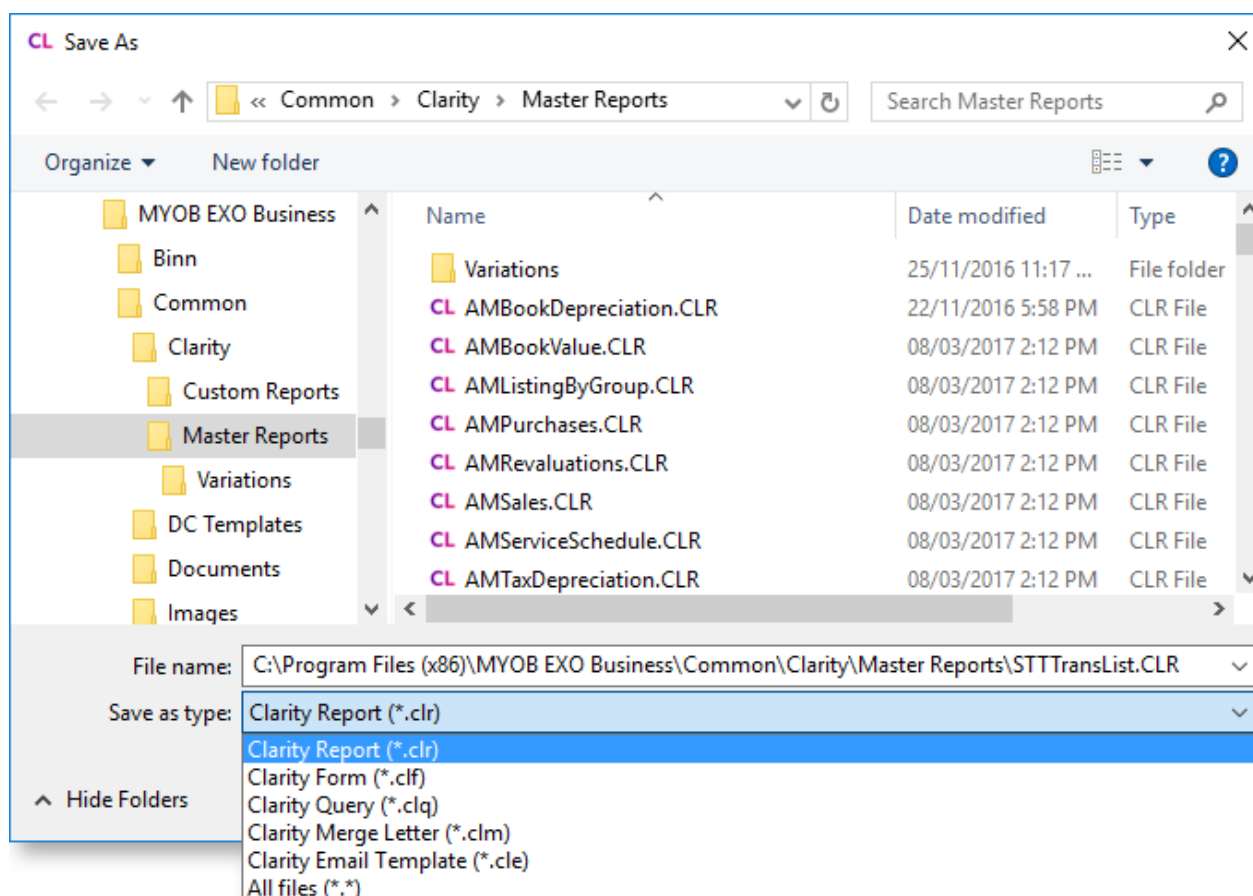 CL Save As
« Common > Clarity > Master Reports
Search Master Reports
Organize
New folder
?
MYOB EXO Business
Binn
Common
Clarity
Custom Reports
Master Reports
Variations
DC Templates
Documents
Images
Name Date modified Type
Variations 25/11/2016 11:17 ... File folder
CL AMBookDepreciation.CLR 22/11/2016 5:58 PM CLR File
CL AMBookValue.CLR 08/03/2017 2:12 PM CLR File
CL AMListingByGroup.CLR 08/03/2017 2:12 PM CLR File
CL AMPurchases.CLR 08/03/2017 2:12 PM CLR File
CL AMRevaluations.CLR 08/03/2017 2:12 PM CLR File
CL AMSales.CLR 08/03/2017 2:12 PM CLR File
CL AMServiceSchedule.CLR 08/03/2017 2:12 PM CLR File
CL AMTaxDepreciation.CLR 08/03/2017 2:12 PM CLR File
File name: C:\Program Files (x86)\MYOB EXO Business\Common\Clarity\Master Reports\STTTransList.CLR
Save as type: Clarity Report (*.clr)
Clarity Report (*.clr)
Clarity Form (*.clf)
Clarity Query (*.clq)
Clarity Merge Letter (*.clm)
Clarity Email Template (*.cle)
All files (*.*)
Hide Folders